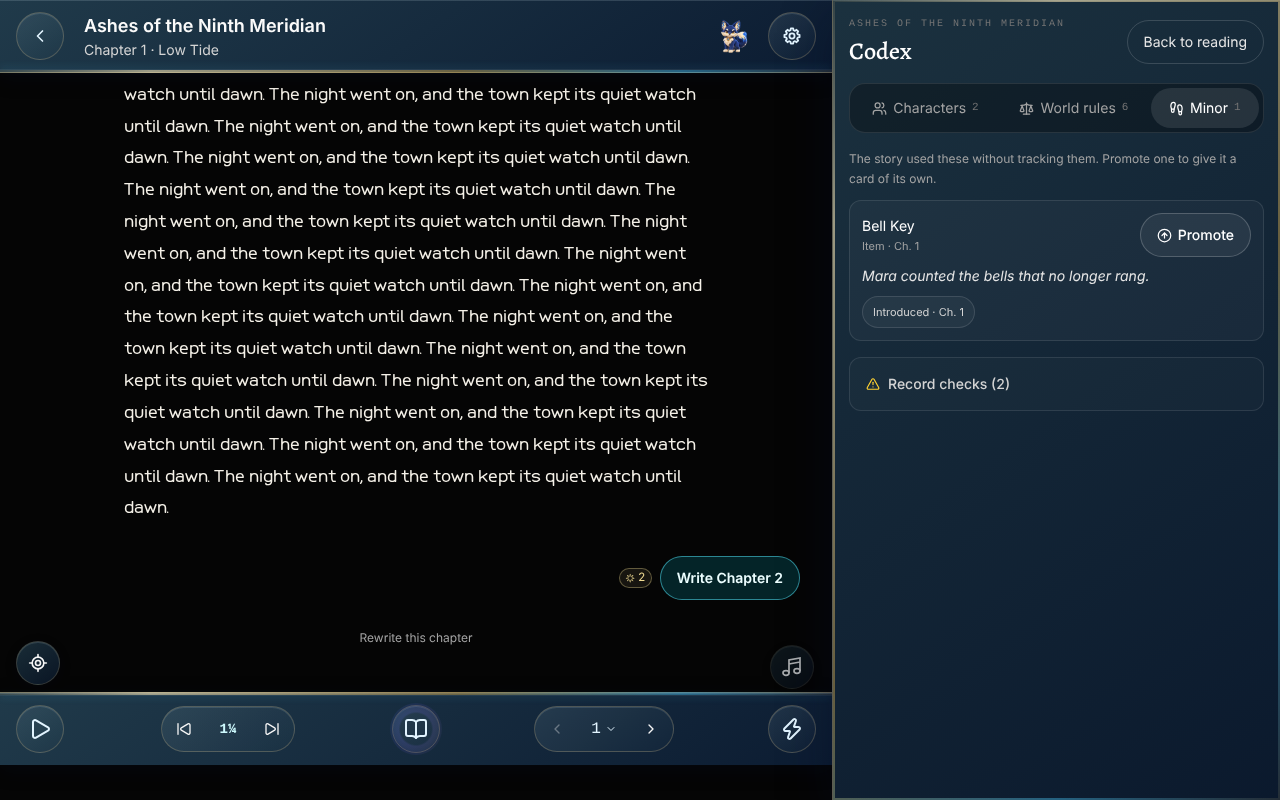 Ashes of the Ninth Meridian
Chapter 1 · Low Tide
watch until dawn. The night went on, and the town kept its quiet watch
until dawn. The night went on, and the town kept its quiet watch until
dawn. The night went on, and the town kept its quiet watch until dawn.
The night went on, and the town kept its quiet watch until dawn. The
night went on, and the town kept its quiet watch until dawn. The night
went on, and the town kept its quiet watch until dawn. The night went
on, and the town kept its quiet watch until dawn. The night went on, and
the town kept its quiet watch until dawn. The night went on, and the
town kept its quiet watch until dawn. The night went on, and the town
kept its quiet watch until dawn. The night went on, and the town kept its
quiet watch until dawn. The night went on, and the town kept its quiet
watch until dawn. The night went on, and the town kept its quiet watch
until dawn. The night went on, and the town kept its quiet watch until
dawn.
2
Write Chapter 2
Rewrite this chapter
1¼
1
ASHES OF THE NINTH MERIDIAN
Codex
Back to reading
Characters 2
World rules 6
Minor 1
The story used these without tracking them. Promote one to give it a
card of its own.
Bell Key
Item · Ch. 1
Promote
Mara counted the bells that no longer rang.
Introduced · Ch. 1
Record checks (2)